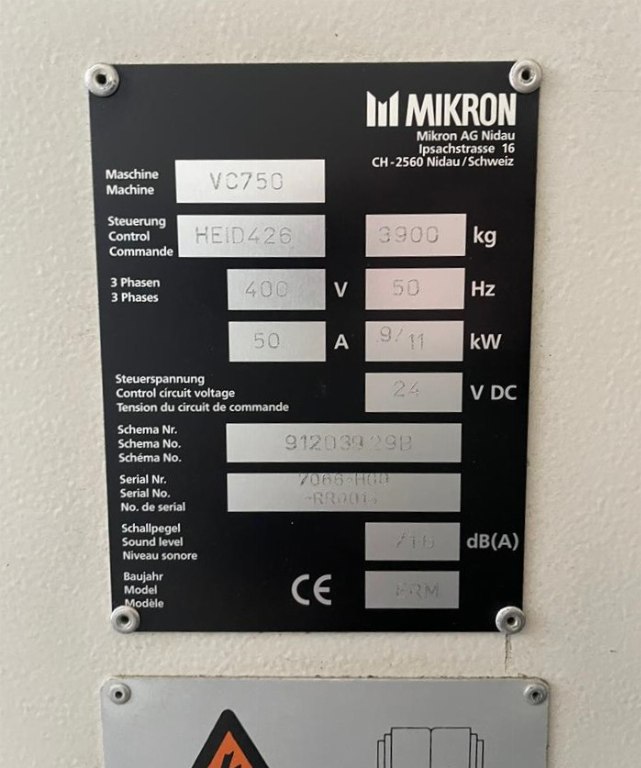 MIKRON
Mikron AG Nidau
Ipsachstrasse 16
CH-2560 Nidau/Schweiz
Maschine
Machine
VC750
Steuerung
Control
Commande
HEID426
3900 kg
3 Phasen
3 Phases
400 V
50 Hz
50 A
9/11 kW
Steuerspannung
Control circuit voltage
Tension du circuit de commande
24 V DC
Schema Nr.
Schema No.
Schéma No.
91203929B
Serial Nr.
Serial No.
No. de serial
Schallpegel
Sound level
Niveau sonore
dB(A)
Baujahr
Model
Modèle
CE